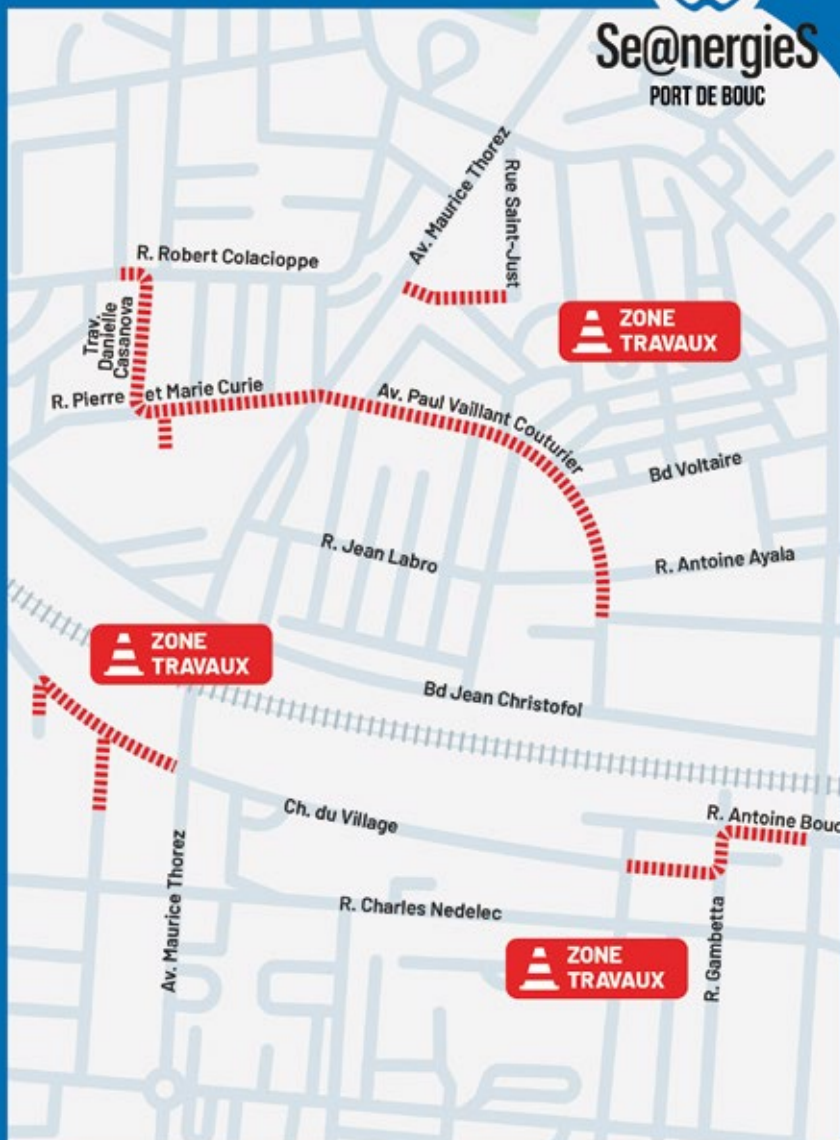 Se@nergieS
PORT DE BOUC
Av. Maurice Thorez
Rue Saint-Just
R. Robert Colacioppe
ZONE
TRAVAUX
Trav.
Danielle
Casanova
R. Pierre et Marie Curie
Av. Paul Vaillant Couturier
Bd Voltaire
R. Jean Labro
R. Antoine Ayala
ZONE
TRAVAUX
Bd Jean Christofol
Ch. du Village
R. Antoine Bouc
Av. Maurice Thorez
R. Charles Nedelec
R. Gambetta
ZONE
TRAVAUX